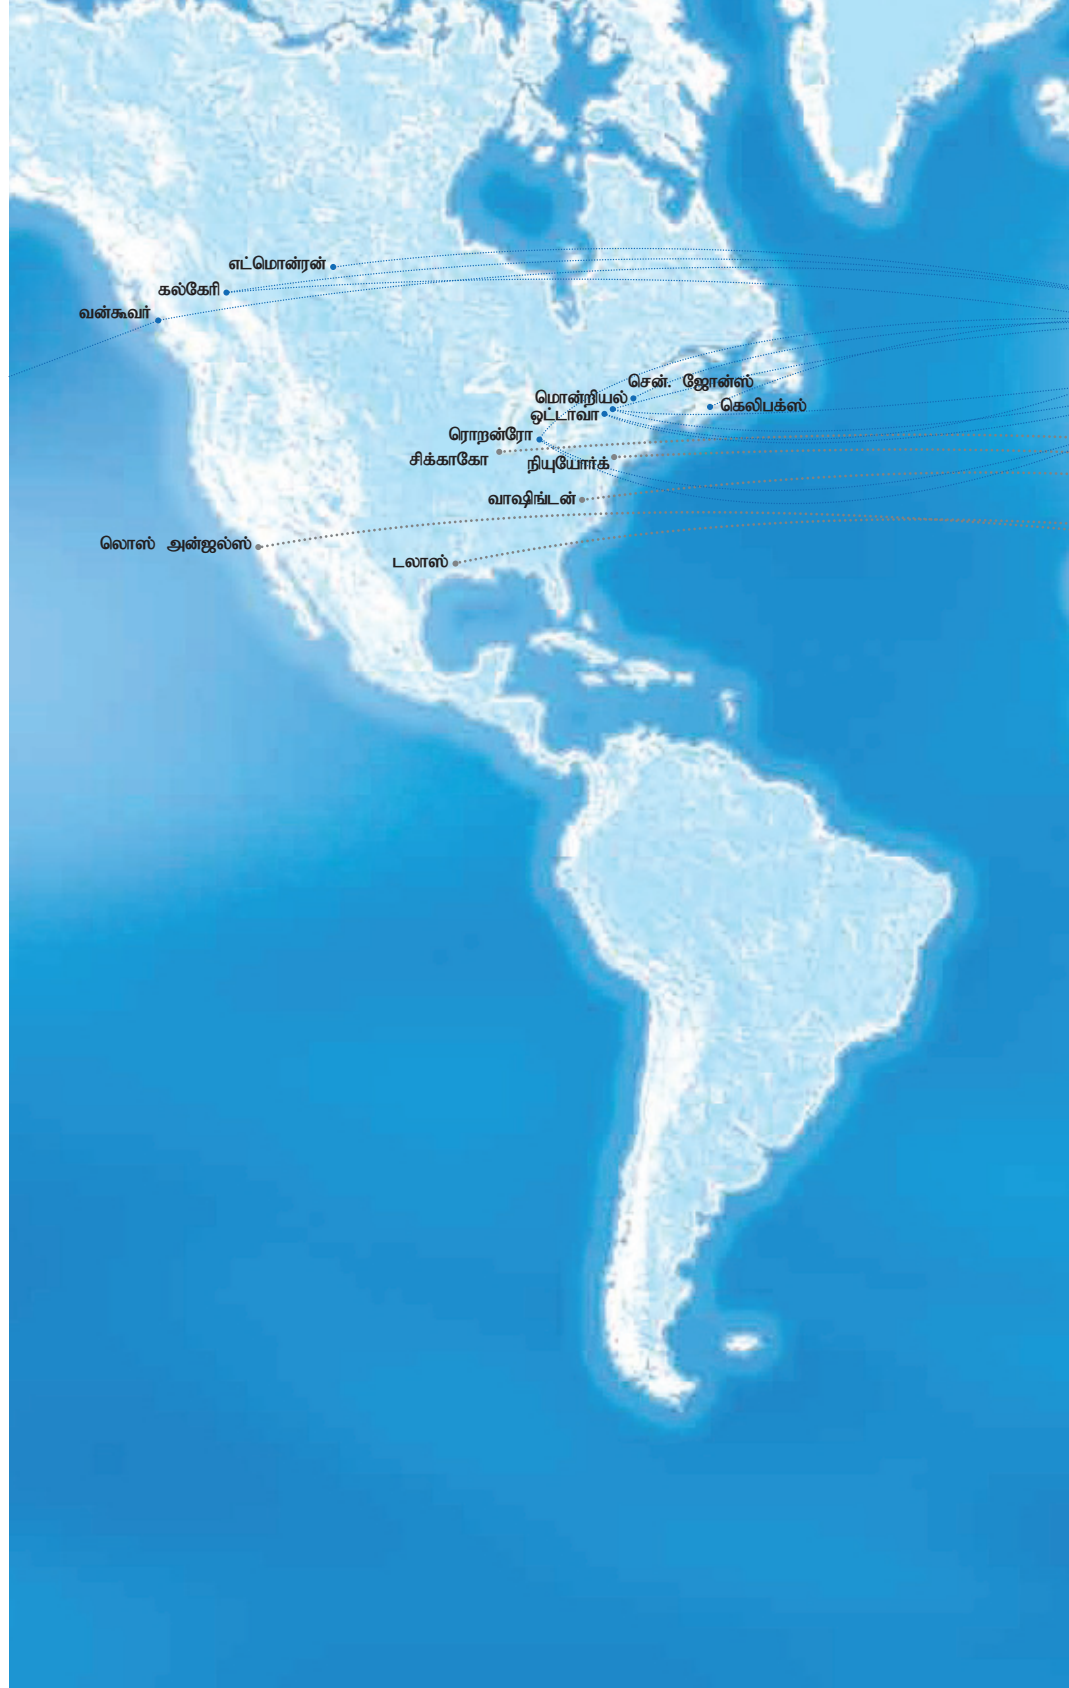 எட்மொன்ரன்
கல்கேரி
வன்கூவர்
சென். ஜோன்ஸ்
மொன்றியல்
கெலிபக்ஸ்
ஒட்டாவா
ரொறன்ரோ
சிக்காகோ
நியுயோர்க்
வாஷிங்டன்
லொஸ் அன்ஜல்ஸ்
டலாஸ்